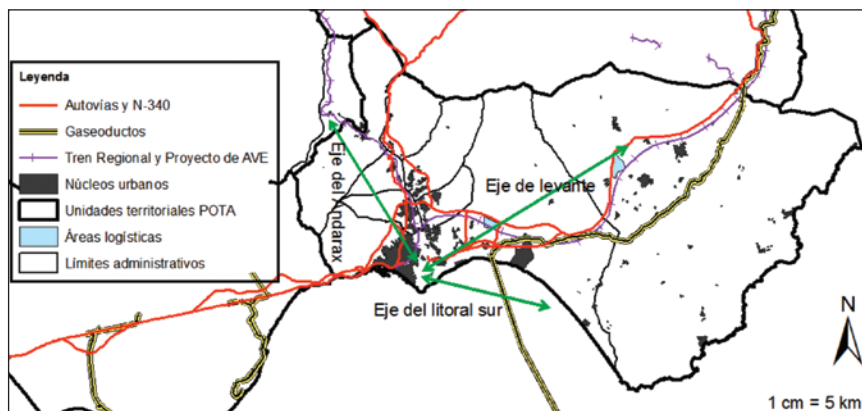 Leyenda
Autovías y N-340
Gaseoductos
Tren Regional y Proyecto de AVE
Núcleos urbanos
Unidades territoriales POTA
Áreas logísticas
Límites administrativos
Eje del Andarax
Eje de levante
Eje del litoral sur
N
1 cm = 5 km